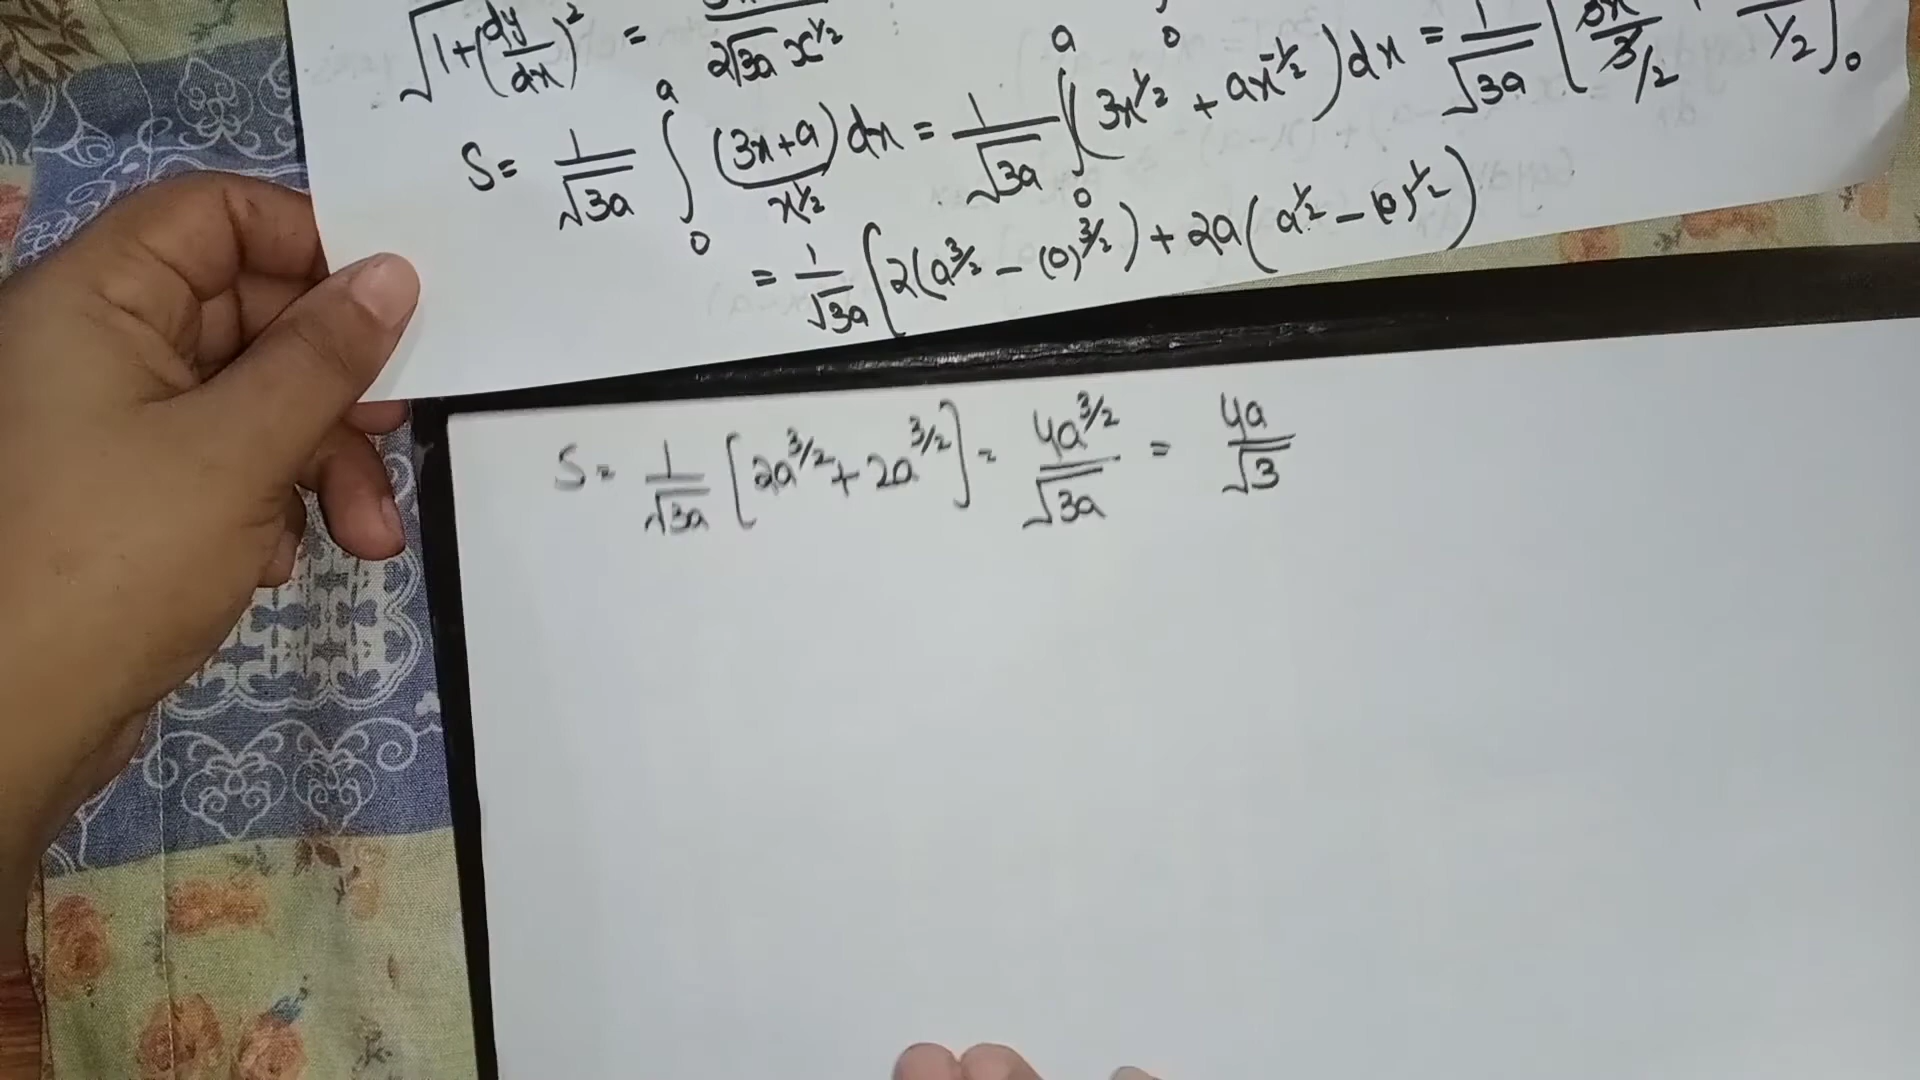 √1+(dy/dx)² = 2√3a x^1/2
S = 1/√3a ∫₀ᵃ (3x+a)/x^1/2 dx = 1/√3a ∫₀ᵃ (3x^1/2 + ax^-1/2) dx = 1/√3a [ 3/2 1/2 ]₀
= 1/√3a [2(a^3/2 - (0)^3/2) + 2a(a^1/2 - (0)^1/2)
S = 1/√3a [2a^3/2 + 2a^3/2] = 4a^3/2/√3a = 4a/√3